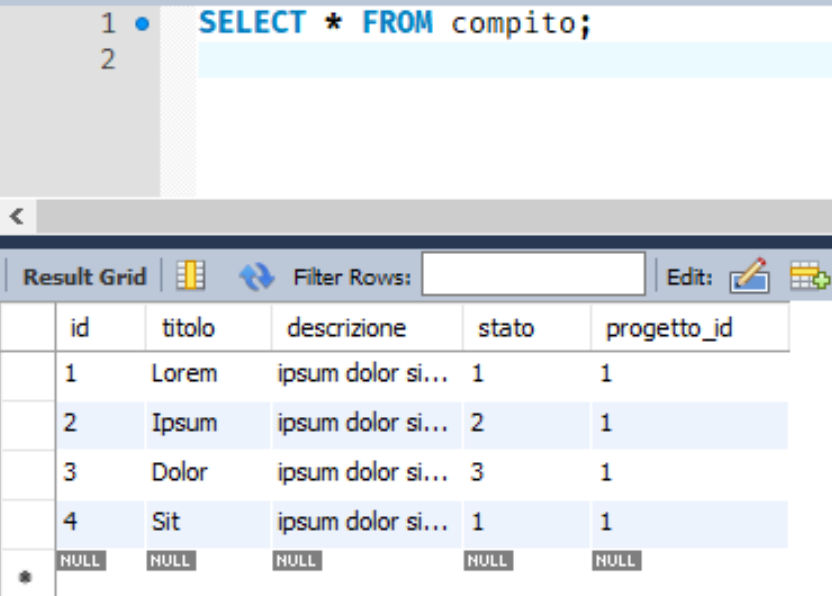 1 SELECT * FROM compito;
2
Result Grid Filter Rows: Edit:
id titolo descrizione stato progetto_id
1 Lorem ipsum dolor si... 1 1
2 Ipsum ipsum dolor si... 2 1
3 Dolor ipsum dolor si... 3 1
4 Sit ipsum dolor si... 1 1
NULL NULL NULL NULL NULL